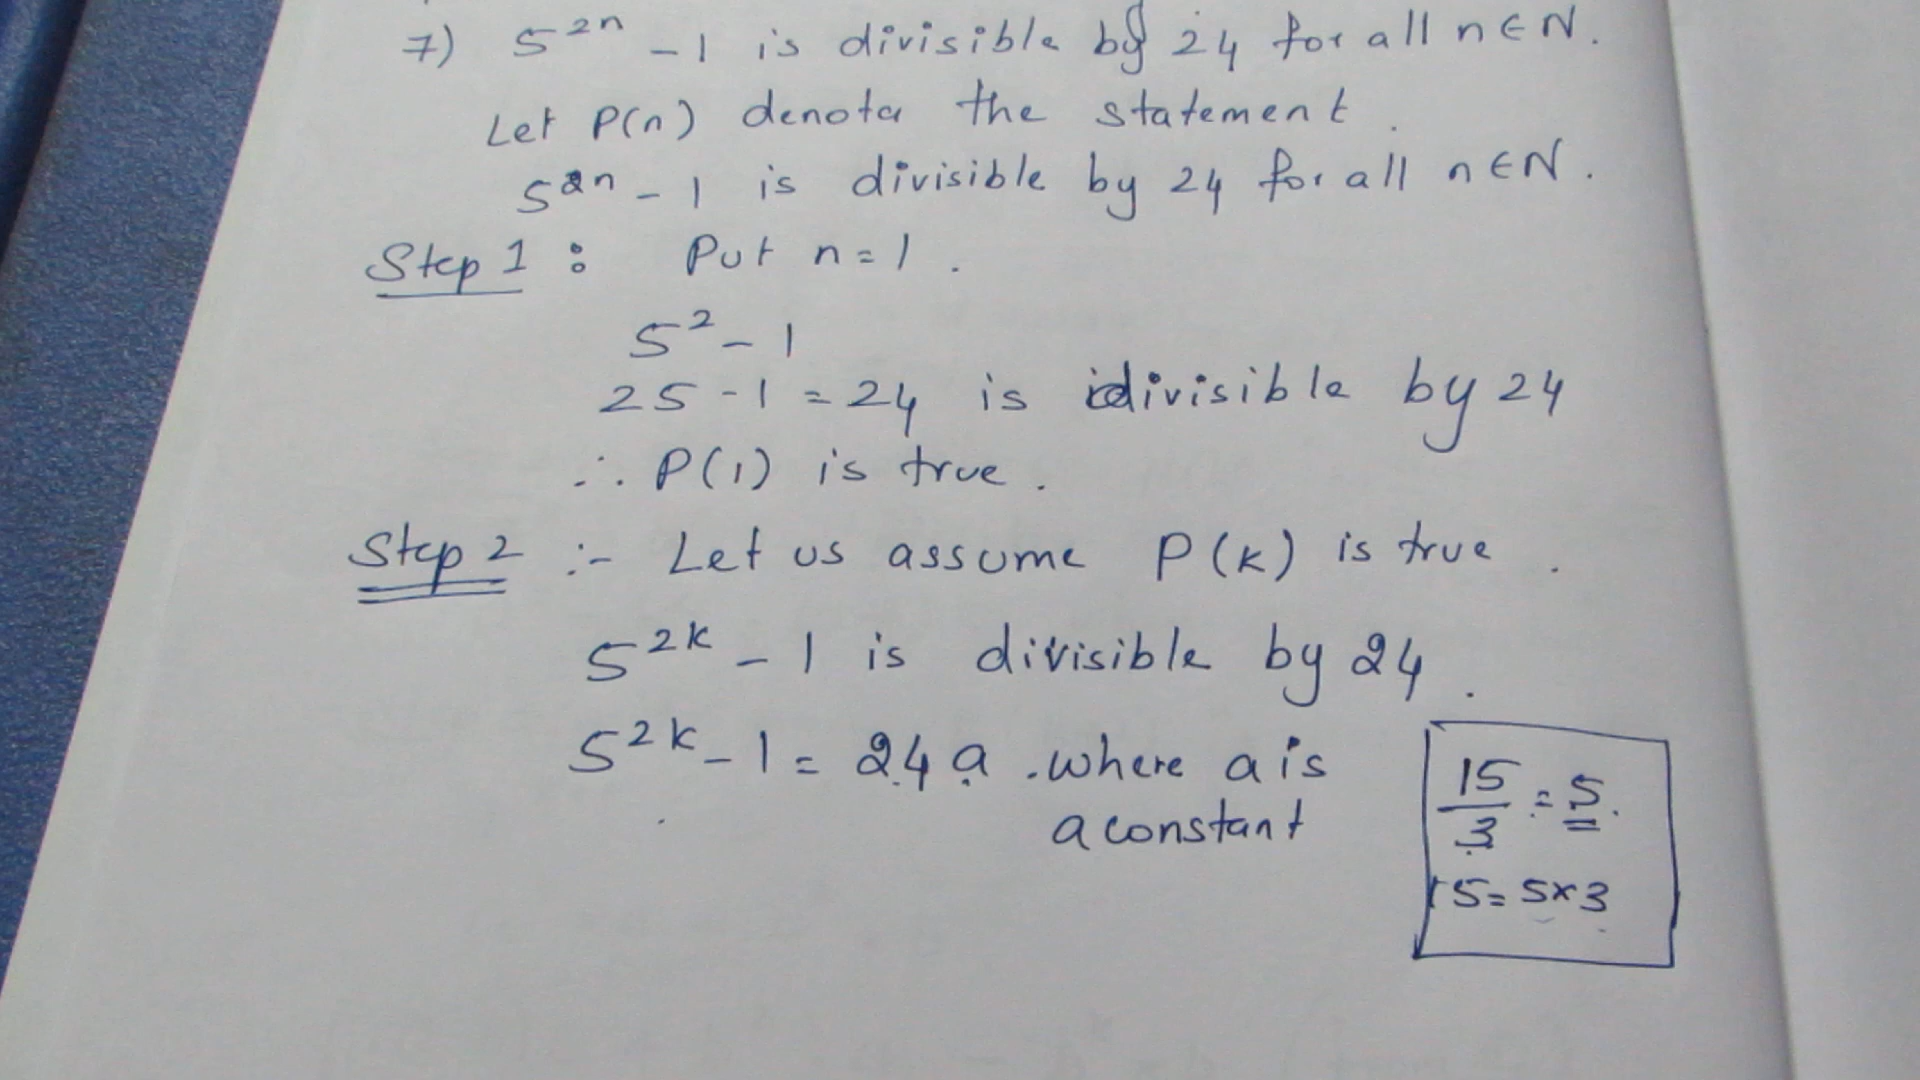 7) 5^2n - 1 is divisible by 24 for all n∈N.
Let P(n) denote the statement
5^2n - 1 is divisible by 24 for all n∈N.
Step 1 : Put n=1.
5^2 - 1
25 - 1 = 24 is divisible by 24
∴ P(1) is true.
Step 2 :- Let us assume P(k) is true.
5^2k - 1 is divisible by 24.
5^2k - 1 = 24a . where a is
a constant
15/3 = 5.
15 = 5×3